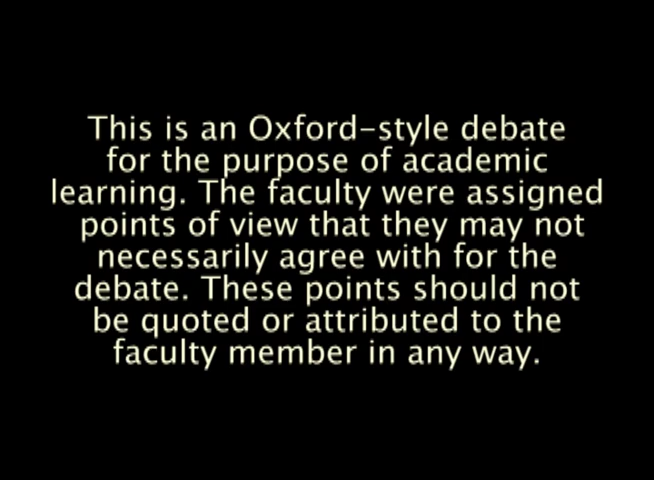 This is an Oxford-style debate
for the purpose of academic
learning. The faculty were assigned
points of view that they may not
necessarily agree with for the
debate. These points should not
be quoted or attributed to the
faculty member in any way.